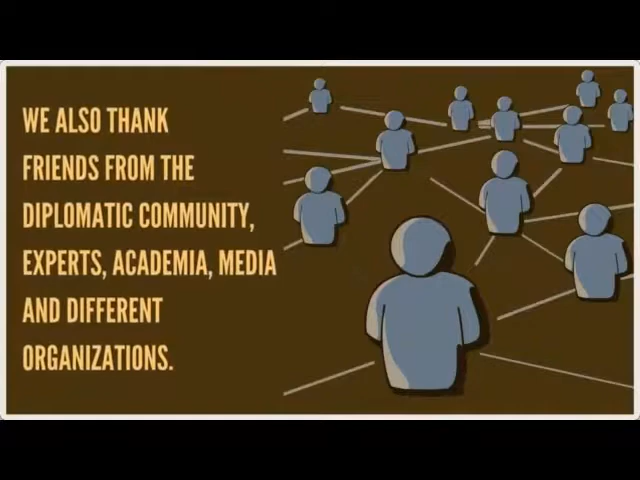 WE ALSO THANK
FRIENDS FROM THE
DIPLOMATIC COMMUNITY,
EXPERTS, ACADEMIA, MEDIA
AND DIFFERENT
ORGANIZATIONS.